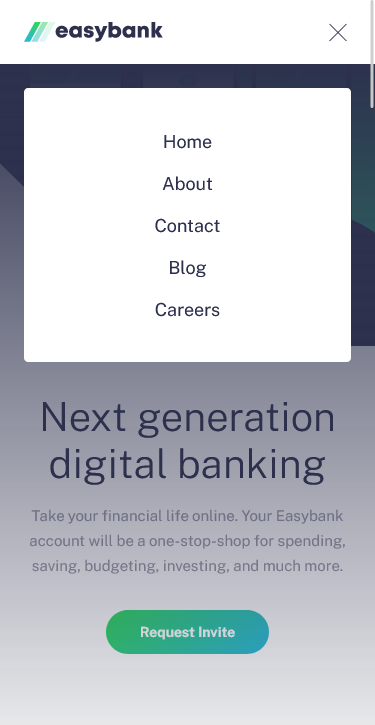 easybank
Home
About
Contact
Blog
Careers
Next generation
digital banking
Take your financial life online. Your Easybank
account will be a one-stop-shop for spending,
saving, budgeting, investing, and much more.
Request Invite